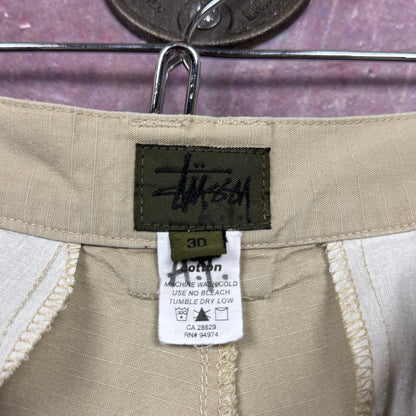 Stüssy
30
A.T.
Cotton
MACHINE WASH COLD
USE NO BLEACH
TUMBLE DRY LOW
CA 28629
RN# 94974